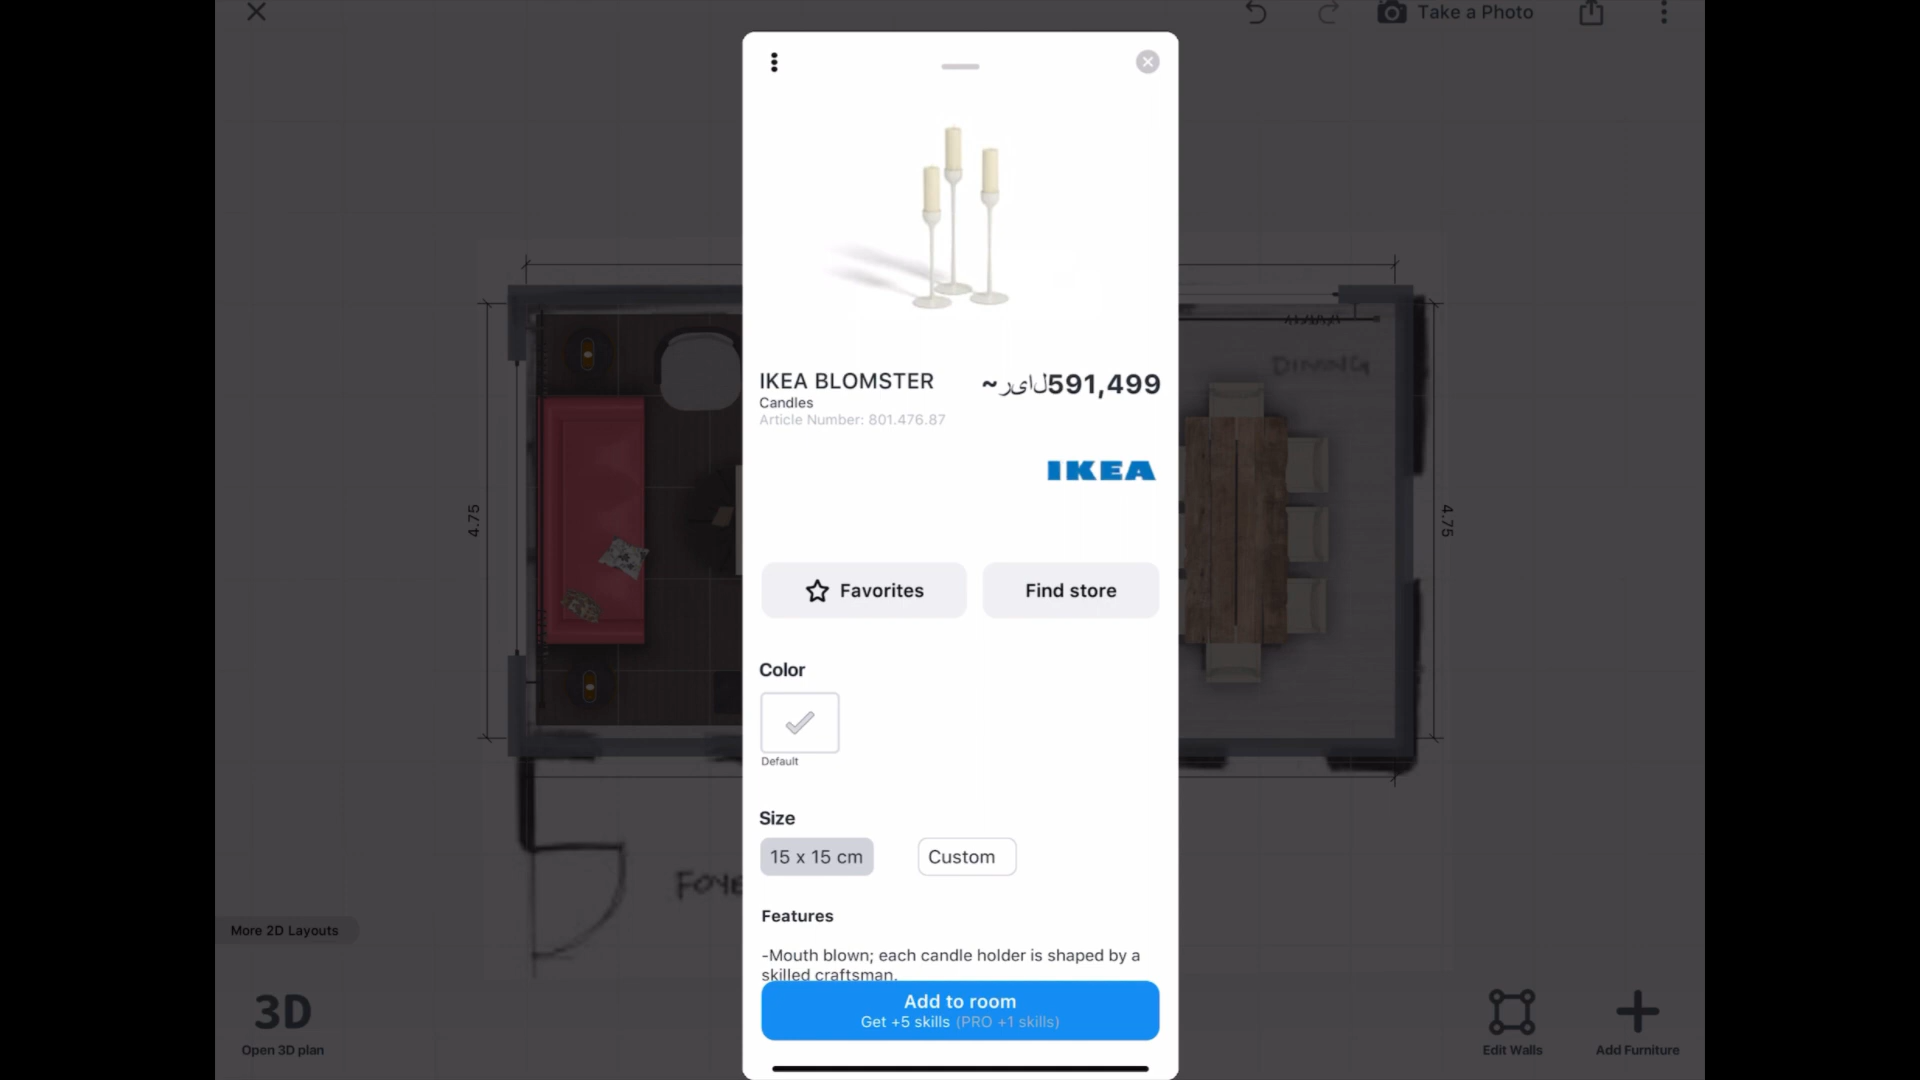 Take a Photo
IKEA BLOMSTER
~ریال591,499
Candles
Article Number: 801.476.87
IKEA
DINING
4.75
4.75
Favorites
Find store
Color
Default
Size
15 x 15 cm
Custom
Features
-Mouth blown; each candle holder is shaped by a
skilled craftsman.
Add to room
Get +5 skills (PRO +1 skills)
FOYE
More 2D Layouts
3D
Open 3D plan
Edit Walls
Add Furniture